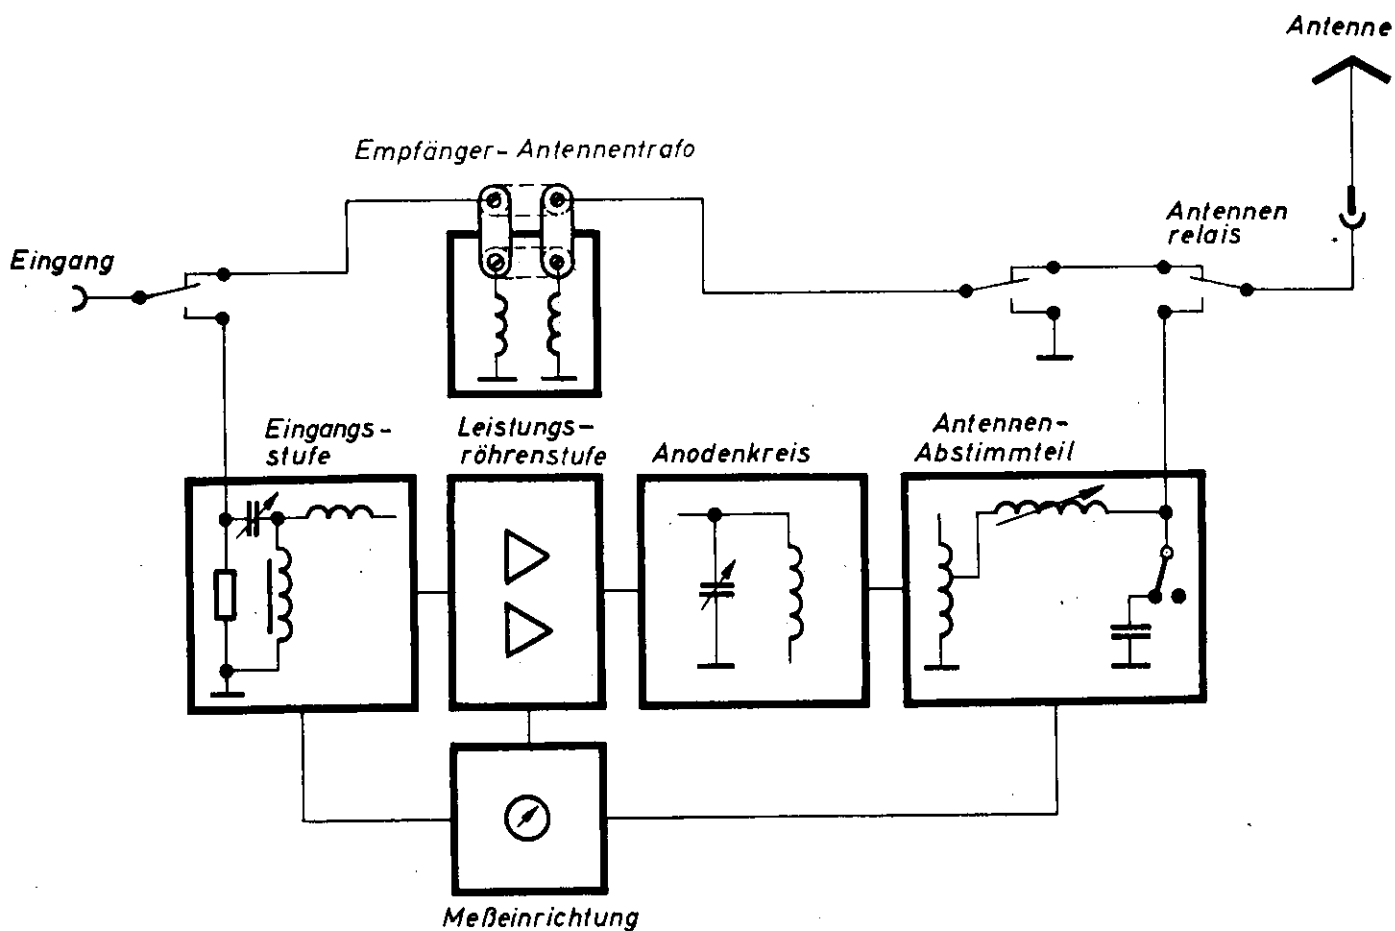 Antenne
Empfänger- Antennentrafo
Antennen
relais
Eingang
Eingangs-
stufe
Leistungs-
röhrenstufe
Anodenkreis
Antennen-
Abstimmteil
Meßeinrichtung